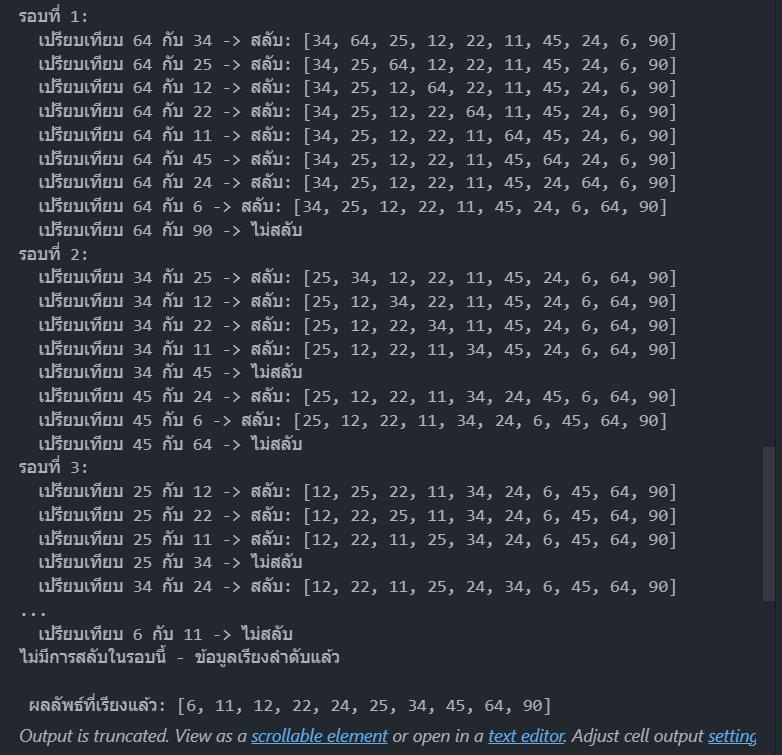 รอบที่ 1:
เปรียบเทียบ 64 กับ 34 -> สลับ: [34, 64, 25, 12, 22, 11, 45, 24, 6, 90]
เปรียบเทียบ 64 กับ 25 -> สลับ: [34, 25, 64, 12, 22, 11, 45, 24, 6, 90]
เปรียบเทียบ 64 กับ 12 -> สลับ: [34, 25, 12, 64, 22, 11, 45, 24, 6, 90]
เปรียบเทียบ 64 กับ 22 -> สลับ: [34, 25, 12, 22, 64, 11, 45, 24, 6, 90]
เปรียบเทียบ 64 กับ 11 -> สลับ: [34, 25, 12, 22, 11, 64, 45, 24, 6, 90]
เปรียบเทียบ 64 กับ 45 -> สลับ: [34, 25, 12, 22, 11, 45, 64, 24, 6, 90]
เปรียบเทียบ 64 กับ 24 -> สลับ: [34, 25, 12, 22, 11, 45, 24, 64, 6, 90]
เปรียบเทียบ 64 กับ 6 -> สลับ: [34, 25, 12, 22, 11, 45, 24, 6, 64, 90]
เปรียบเทียบ 64 กับ 90 -> ไม่สลับ
รอบที่ 2:
เปรียบเทียบ 34 กับ 25 -> สลับ: [25, 34, 12, 22, 11, 45, 24, 6, 64, 90]
เปรียบเทียบ 34 กับ 12 -> สลับ: [25, 12, 34, 22, 11, 45, 24, 6, 64, 90]
เปรียบเทียบ 34 กับ 22 -> สลับ: [25, 12, 22, 34, 11, 45, 24, 6, 64, 90]
เปรียบเทียบ 34 กับ 11 -> สลับ: [25, 12, 22, 11, 34, 45, 24, 6, 64, 90]
เปรียบเทียบ 34 กับ 45 -> ไม่สลับ
เปรียบเทียบ 45 กับ 24 -> สลับ: [25, 12, 22, 11, 34, 24, 45, 6, 64, 90]
เปรียบเทียบ 45 กับ 6 -> สลับ: [25, 12, 22, 11, 34, 24, 6, 45, 64, 90]
เปรียบเทียบ 45 กับ 64 -> ไม่สลับ
รอบที่ 3:
เปรียบเทียบ 25 กับ 12 -> สลับ: [12, 25, 22, 11, 34, 24, 6, 45, 64, 90]
เปรียบเทียบ 25 กับ 22 -> สลับ: [12, 22, 25, 11, 34, 24, 6, 45, 64, 90]
เปรียบเทียบ 25 กับ 11 -> สลับ: [12, 22, 11, 25, 34, 24, 6, 45, 64, 90]
เปรียบเทียบ 25 กับ 34 -> ไม่สลับ
เปรียบเทียบ 34 กับ 24 -> สลับ: [12, 22, 11, 25, 24, 34, 6, 45, 64, 90]
...
เปรียบเทียบ 6 กับ 11 -> ไม่สลับ
ไม่มีการสลับในรอบนี้ - ข้อมูลเรียงลำดับแล้ว
ผลลัพธ์ที่เรียงแล้ว: [6, 11, 12, 22, 24, 25, 34, 45, 64, 90]
Output is truncated. View as a scrollable element or open in a text editor. Adjust cell output setting